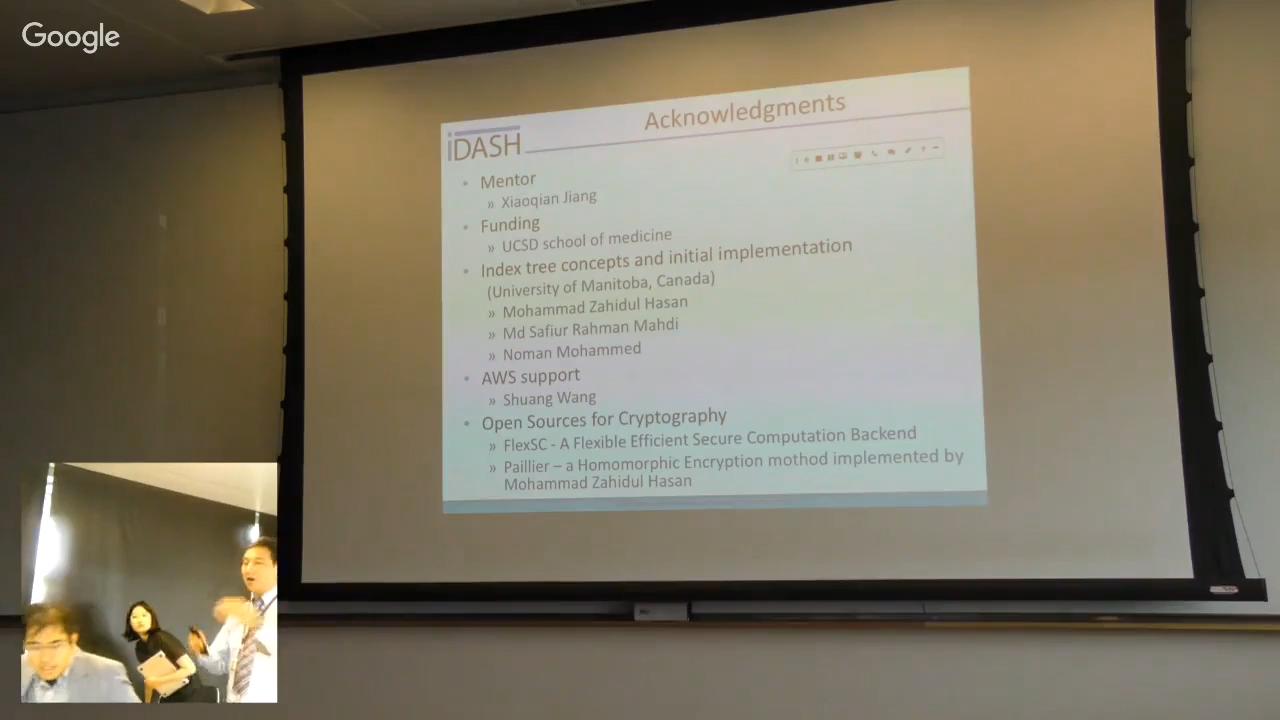 Google
Acknowledgments
iDASH
• Mentor
» Xiaoqian Jiang
• Funding
» UCSD school of medicine
• Index tree concepts and initial implementation
(University of Manitoba, Canada)
» Mohammad Zahidul Hasan
» Md Safiur Rahman Mahdi
» Noman Mohammed
• AWS support
» Shuang Wang
• Open Sources for Cryptography
» FlexSC - A Flexible Efficient Secure Computation Backend
» Paillier – a Homomorphic Encryption mothod implemented by
Mohammad Zahidul Hasan